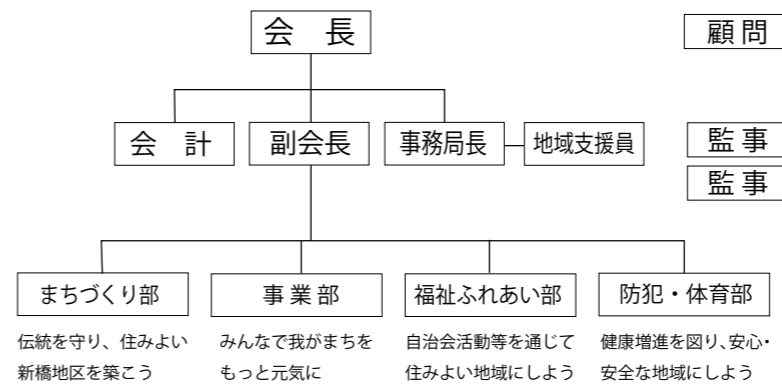 会長
顧問
会計
副会長
事務局長
地域支援員
監事
監事
まちづくり部
事業部
福祉ふれあい部
防犯・体育部
伝統を守り、住みよい
新橋地区を築こう
みんなで我がまちを
もっと元気に
自治会活動等を通じて
住みよい地域にしよう
健康増進を図り、安心・
安全な地域にしよう